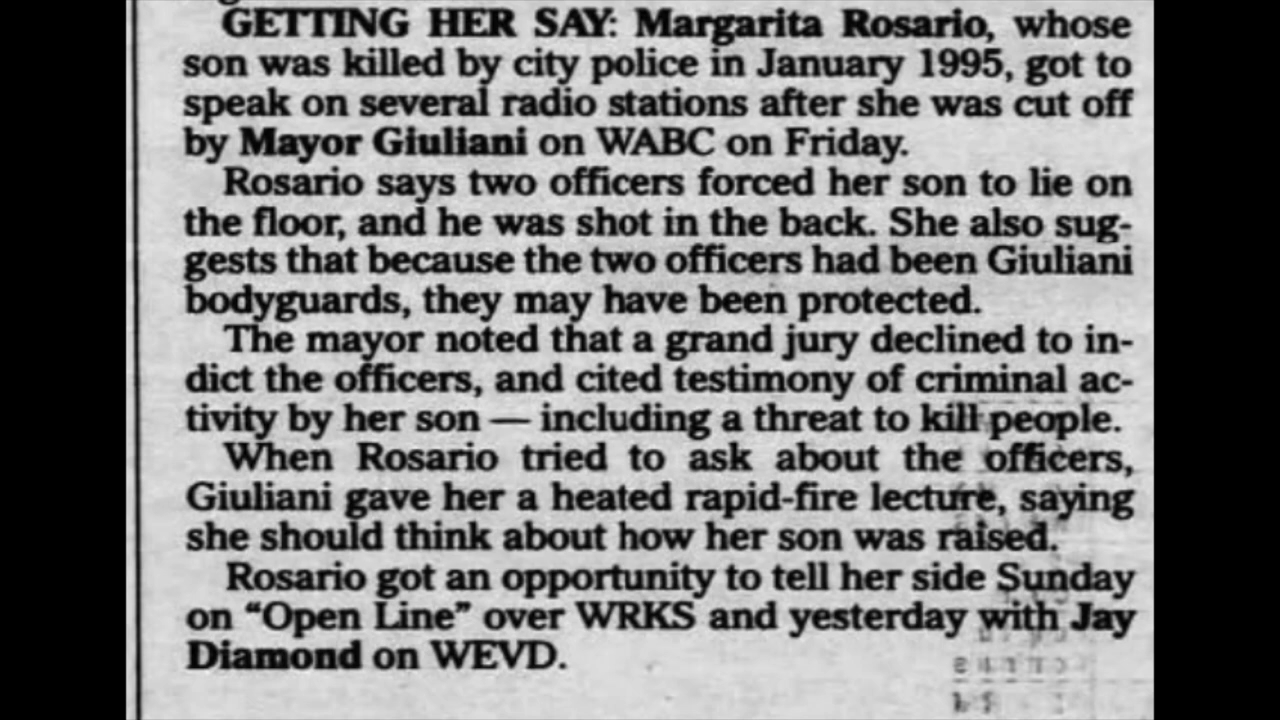 GETTING HER SAY: Margarita Rosario, whose
son was killed by city police in January 1995, got to
speak on several radio stations after she was cut off
by Mayor Giuliani on WABC on Friday.
Rosario says two officers forced her son to lie on
the floor, and he was shot in the back. She also sug-
gests that because the two officers had been Giuliani
bodyguards, they may have been protected.
The mayor noted that a grand jury declined to in-
dict the officers, and cited testimony of criminal ac-
tivity by her son — including a threat to kill people.
When Rosario tried to ask about the officers,
Giuliani gave her a heated rapid-fire lecture, saying
she should think about how her son was raised.
Rosario got an opportunity to tell her side Sunday
on “Open Line” over WRKS and yesterday with Jay
Diamond on WEVD.